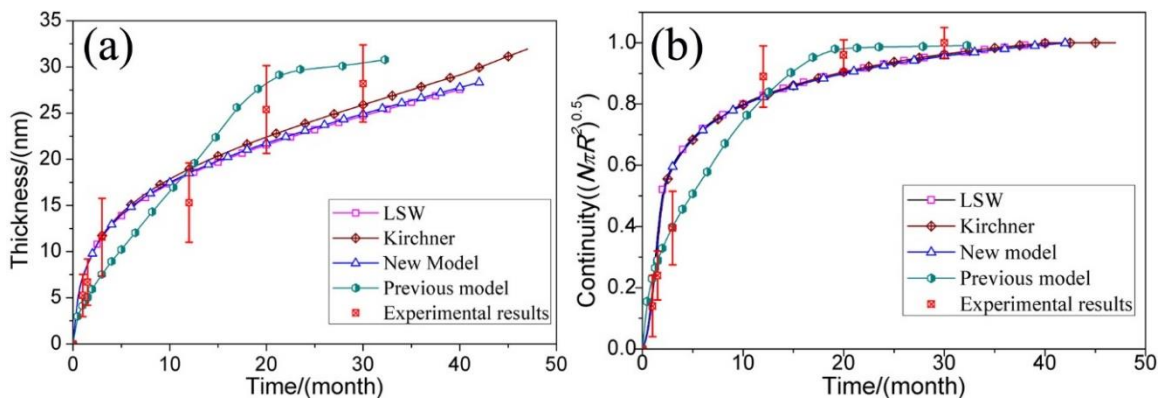 (a)
35
30
25
20
15
10
5
0
Thickness/(nm)
LSW
Kirchner
New Model
Previous model
Experimental results
0 10 20 30 40 50
Time/(month)
(b)
1.0
0.8
0.6
0.4
0.2
0.0
Continuity((NπR²)^0.5)
LSW
Kirchner
New model
Previous model
Experimental results
0 10 20 30 40 50
Time/(month)